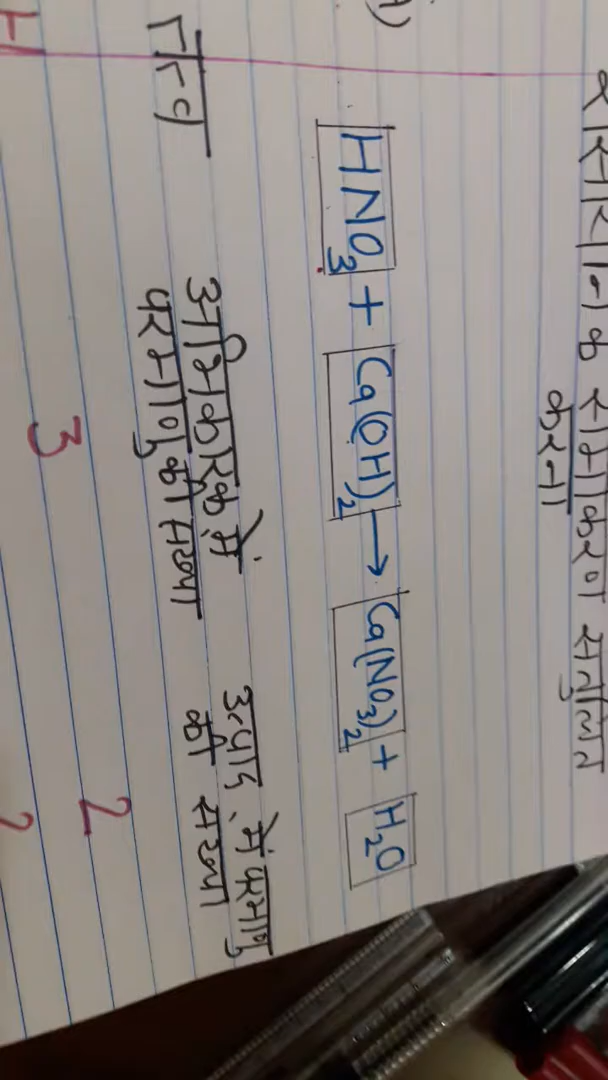 A)
रासायनिक समीकरण संतुलित
करना
HNO₃ + Ca(OH)₂ → Ca(NO₃)₂ + H₂O
तत्व अभिकारक में उत्पाद में परमाणु
परमाणु की संख्या की संख्या
H 3 2
2